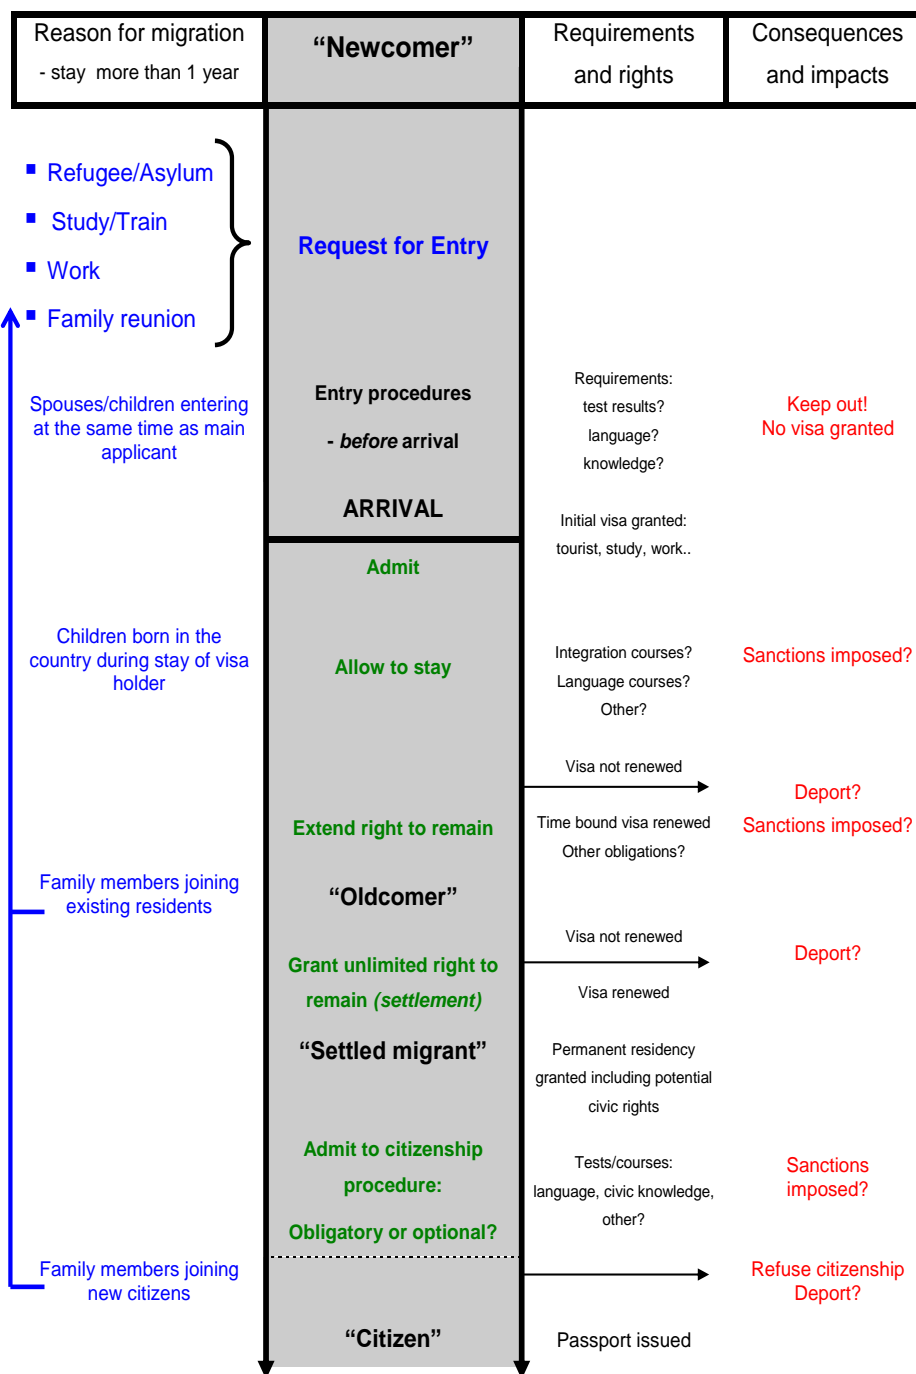 Reason for migration
- stay  more than 1 year
“Newcomer”
Requirements
and rights
Consequences
and impacts
▪ Refugee/Asylum
▪ Study/Train
▪ Work
▪ Family reunion
Request for Entry
Spouses/children entering
at the same time as main
applicant
Entry procedures
- before arrival
Requirements:
test results?
language?
knowledge?
Keep out!
No visa granted
ARRIVAL
Initial visa granted:
tourist, study, work..
Admit
Children born in the
country during stay of visa
holder
Allow to stay
Integration courses?
Language courses?
Other?
Sanctions imposed?
Visa not renewed
Deport?
Extend right to remain
Time bound visa renewed
Other obligations?
Sanctions imposed?
Family members joining
existing residents
“Oldcomer”
Visa not renewed
Deport?
Grant unlimited right to
remain (settlement)
Visa renewed
“Settled migrant”
Permanent residency
granted including potential
civic rights
Admit to citizenship
procedure:
Obligatory or optional?
Tests/courses:
language, civic knowledge,
other?
Sanctions
imposed?
Family members joining
new citizens
Refuse citizenship
Deport?
“Citizen”
Passport issued